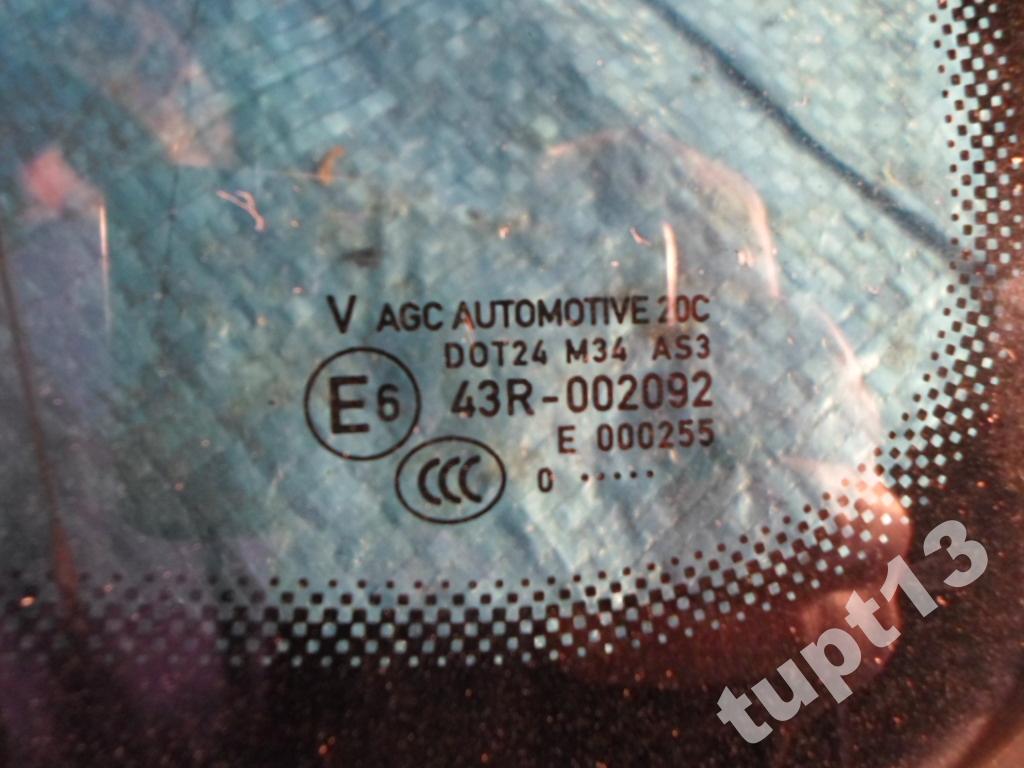 V AGC AUTOMOTIVE 20C
DOT24 M34 AS3
E6 43R-002092
E 000255
CCC 0 .....
tupt13